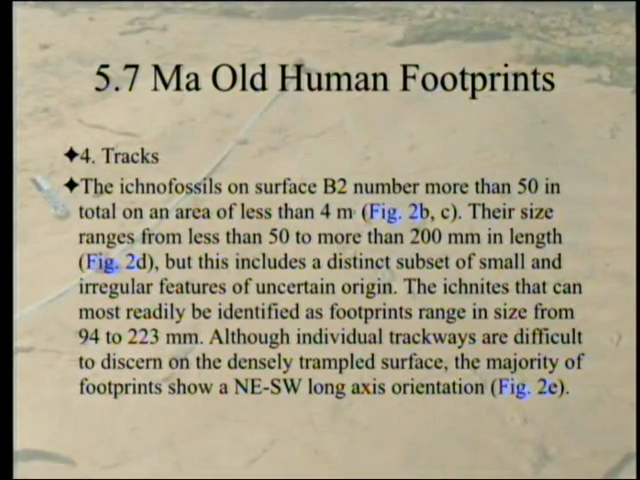 5.7 Ma Old Human Footprints
✦4. Tracks
✦The ichnofossils on surface B2 number more than 50 in
total on an area of less than 4 m (Fig. 2b, c). Their size
ranges from less than 50 to more than 200 mm in length
(Fig. 2d), but this includes a distinct subset of small and
irregular features of uncertain origin. The ichnites that can
most readily be identified as footprints range in size from
94 to 223 mm. Although individual trackways are difficult
to discern on the densely trampled surface, the majority of
footprints show a NE-SW long axis orientation (Fig. 2e).